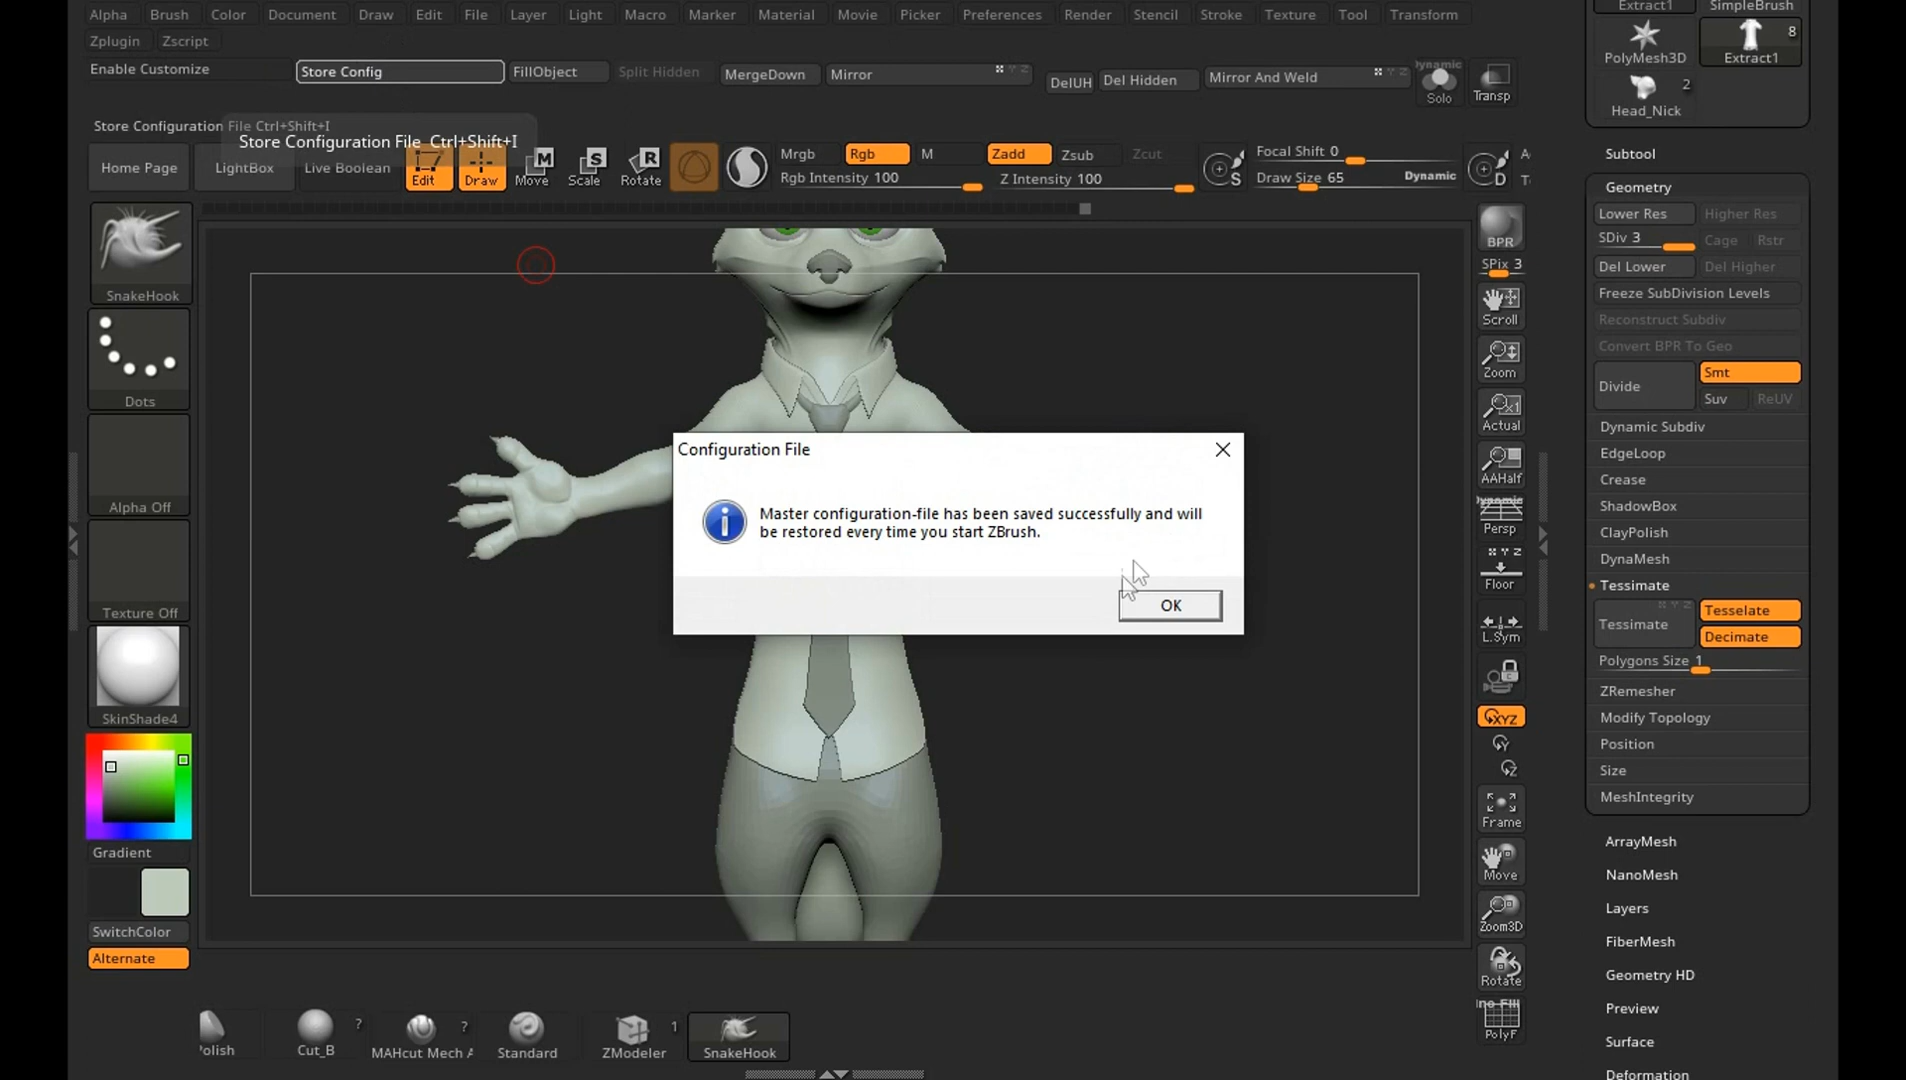 Alpha Brush Color Document Draw Edit File Layer Light Macro Marker Material Movie Picker Preferences Render Stencil Stroke Texture Tool Transform
Zplugin Zscript
Enable Customize Store Config FillObject Split Hidden MergeDown Mirror DelUH Del Hidden Mirror And Weld Dynamic Solo Transp
Store Configuration File Ctrl+Shift+I
Store Configuration File Ctrl+Shift+I
Home Page LightBox Live Boolean Edit Draw Move Scale Rotate
Mrgb Rgb M Zadd Zsub Zcut
Rgb Intensity 100 Z Intensity 100
Focal Shift 0
Draw Size 65 Dynamic
SnakeHook
Dots
Alpha Off
Texture Off
SkinShade4
Gradient
SwitchColor
Alternate
Configuration File
Master configuration-file has been saved successfully and will
be restored every time you start ZBrush.
OK
Polish Cut_B ? MAHcut Mech A ? Standard ZModeler 1 SnakeHook
BPR
SPix 3
Scroll
Zoom
Actual
AAHalf
Dynamic
Persp
Floor
L.Sym
XYZ
Y
Z
Frame
Move
Zoom3D
Rotate
PolyF
Extract1 SimpleBrush
8
PolyMesh3D Extract1
2
Head_Nick
Subtool
Geometry
Lower Res Higher Res
SDiv 3 Cage Rstr
Del Lower Del Higher
Freeze SubDivision Levels
Reconstruct Subdiv
Convert BPR To Geo
Divide Smt
Suv ReUV
Dynamic Subdiv
EdgeLoop
Crease
ShadowBox
ClayPolish
DynaMesh
Tessimate
Tessimate Tesselate
Decimate
Polygons Size 1
ZRemesher
Modify Topology
Position
Size
MeshIntegrity
ArrayMesh
NanoMesh
Layers
FiberMesh
Geometry HD
Preview
Surface
Deformation